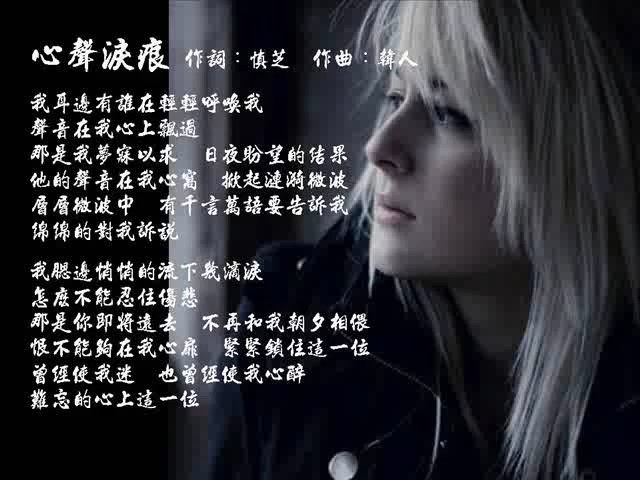 心聲淚痕 作詞：慎芝 作曲：韓人
我耳邊有誰在輕輕呼喚我
聲音在我心上飄過
那是我夢寐以求 日夜盼望的結果
他的聲音在我心窩 掀起漣漪微波
層層微波中 有千言萬語要告訴我
綿綿的對我訴說
我腮邊悄悄的流下幾滴淚
怎麼不能忍住傷悲
那是你即將遠去 不再和我朝夕相偎
恨不能夠在我心扉 緊緊鎖住這一位
曾經使我迷 也曾經使我心醉
難忘的心上這一位